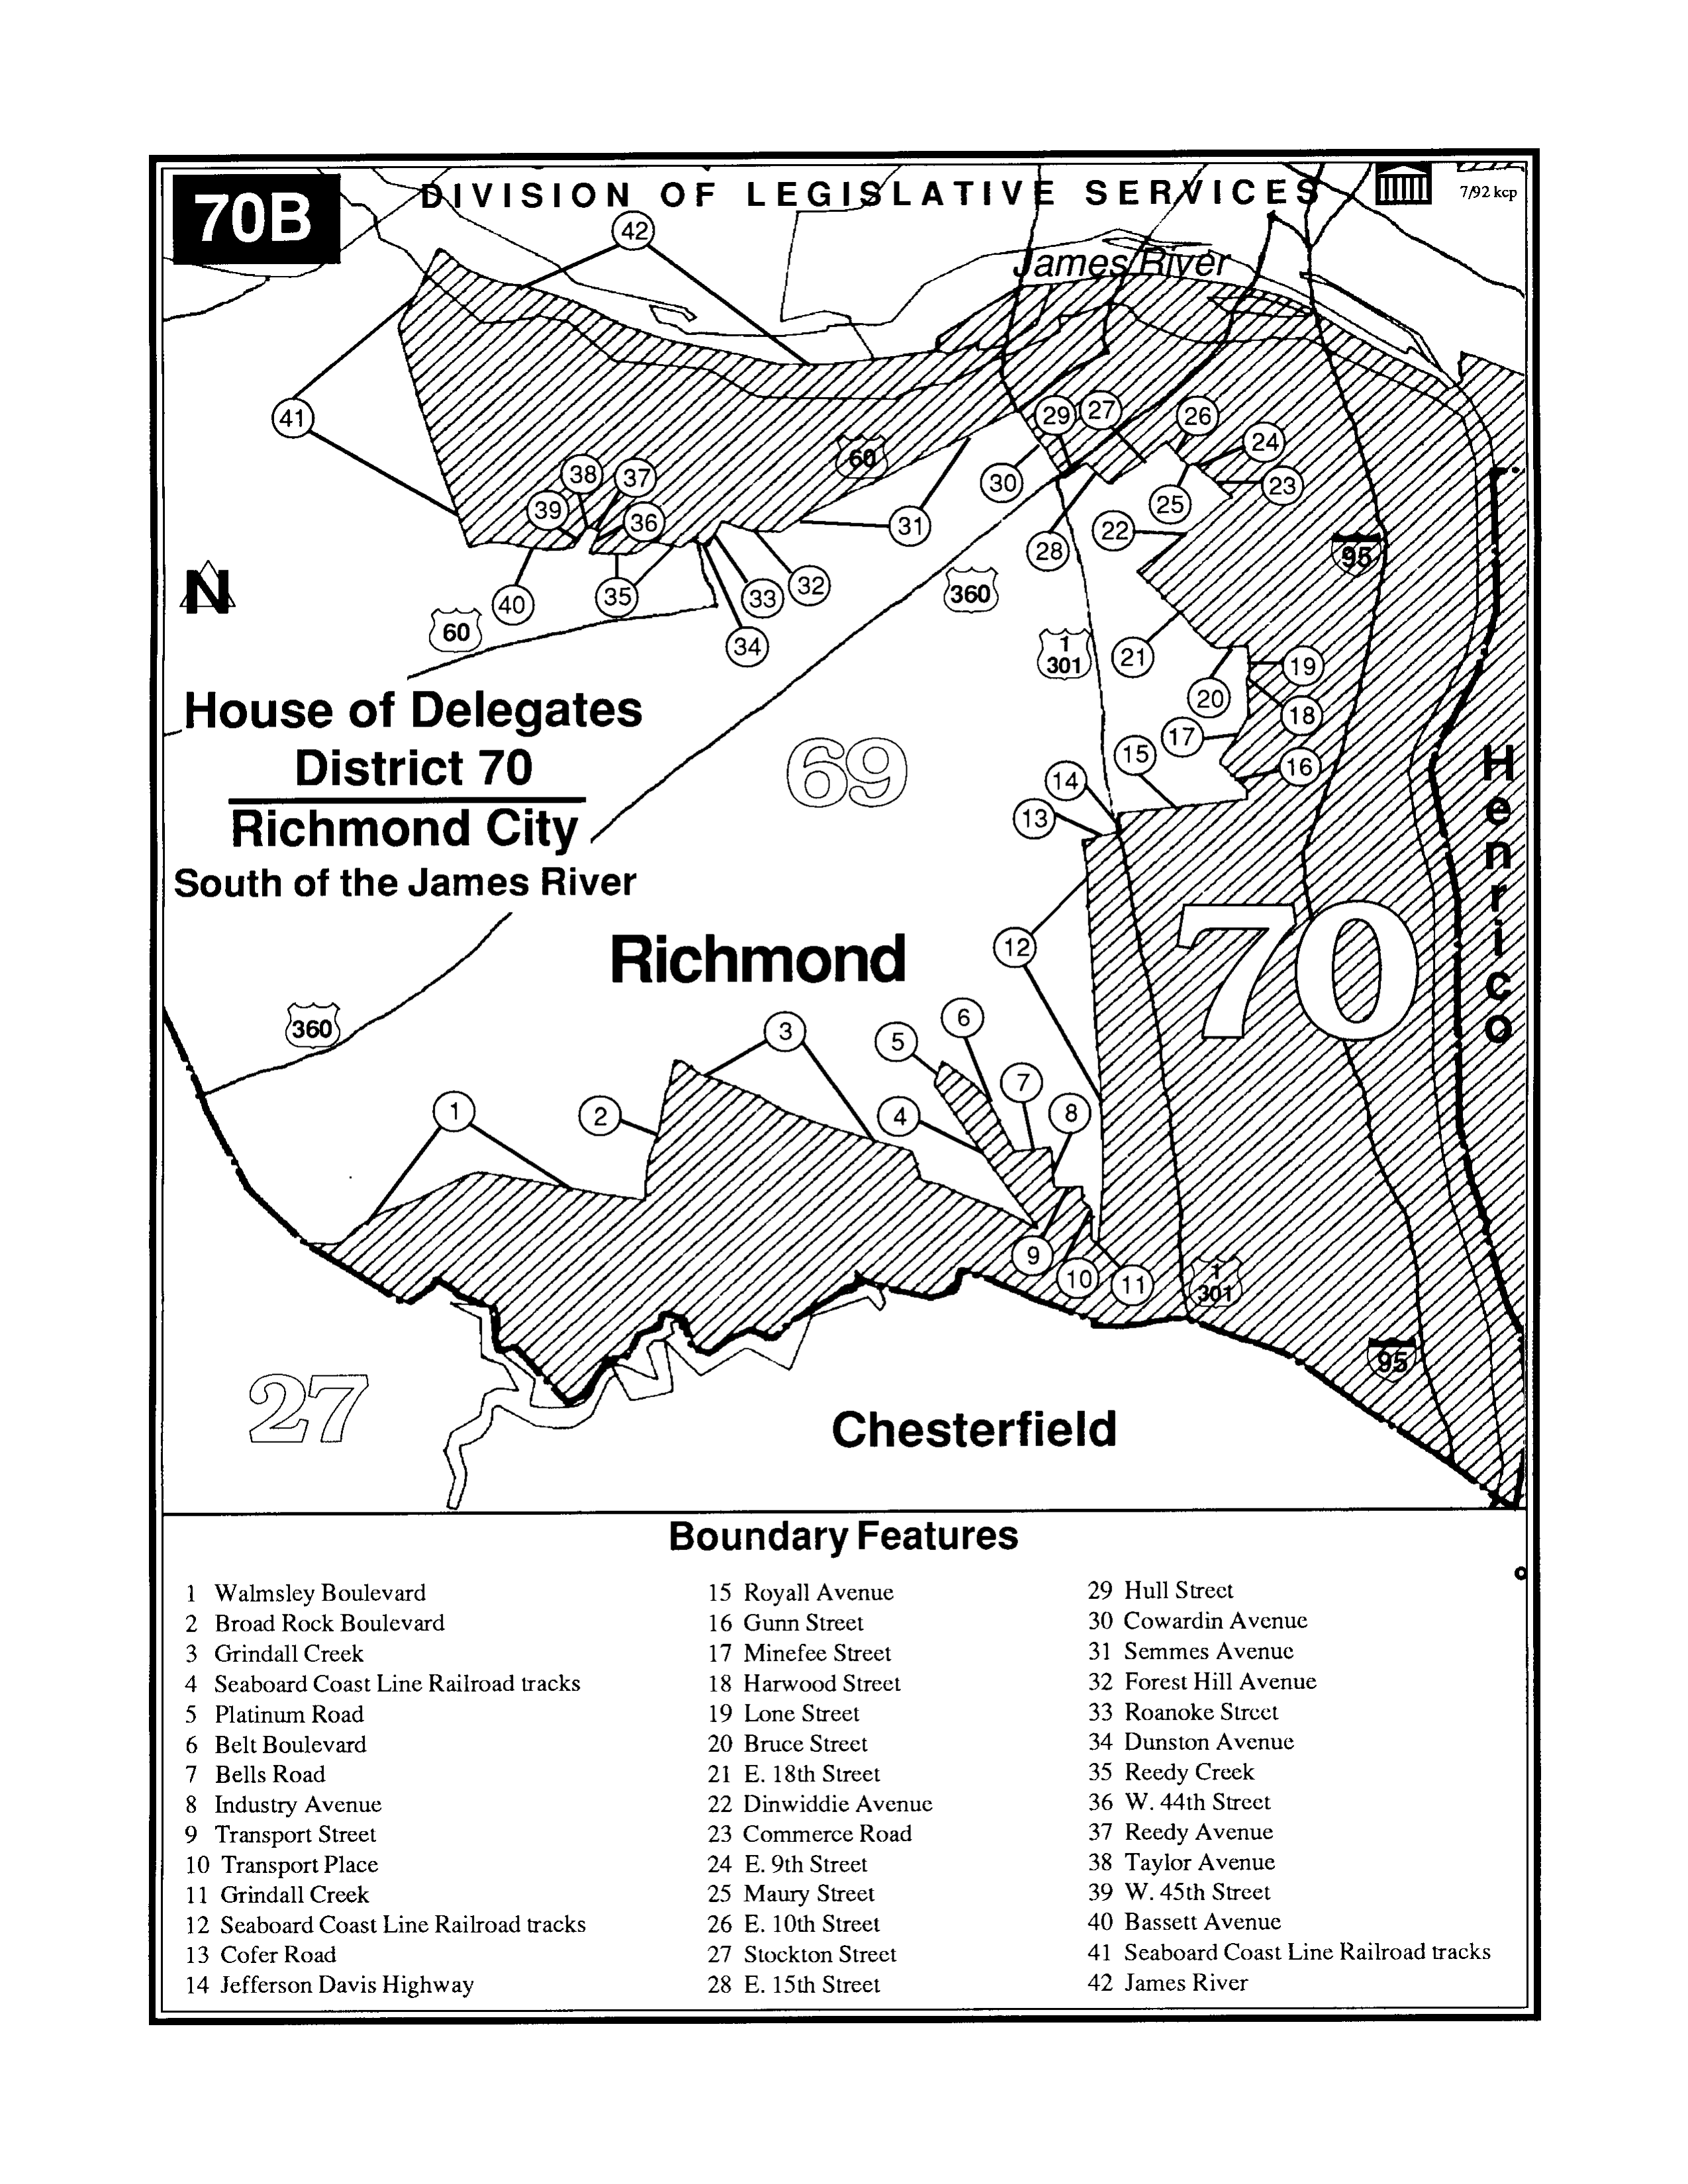 70B
DIVISION OF LEGISLATIVE SERVICES
7/92 kcp
42
James River
41
29
27
26
24
60
38
37
30
23
39
36
25
31
22
28
95
N
40
35
33
32
360
60
34
1
301
21
19
20
18
House of Delegates
District 70
Richmond City
South of the James River
69
17
15
16
14
13
Henrico
70
12
Richmond
360
3
6
5
7
1
2
4
8
9
10
11
1
301
95
27
Chesterfield
Boundary Features
1 Walmsley Boulevard
2 Broad Rock Boulevard
3 Grindall Creek
4 Seaboard Coast Line Railroad tracks
5 Platinum Road
6 Belt Boulevard
7 Bells Road
8 Industry Avenue
9 Transport Street
10 Transport Place
11 Grindall Creek
12 Seaboard Coast Line Railroad tracks
13 Cofer Road
14 Jefferson Davis Highway
15 Royall Avenue
16 Gunn Street
17 Minefee Street
18 Harwood Street
19 Lone Street
20 Bruce Street
21 E. 18th Street
22 Dinwiddie Avenue
23 Commerce Road
24 E. 9th Street
25 Maury Street
26 E. 10th Street
27 Stockton Street
28 E. 15th Street
29 Hull Street
30 Cowardin Avenue
31 Semmes Avenue
32 Forest Hill Avenue
33 Roanoke Street
34 Dunston Avenue
35 Reedy Creek
36 W. 44th Street
37 Reedy Avenue
38 Taylor Avenue
39 W. 45th Street
40 Bassett Avenue
41 Seaboard Coast Line Railroad tracks
42 James River